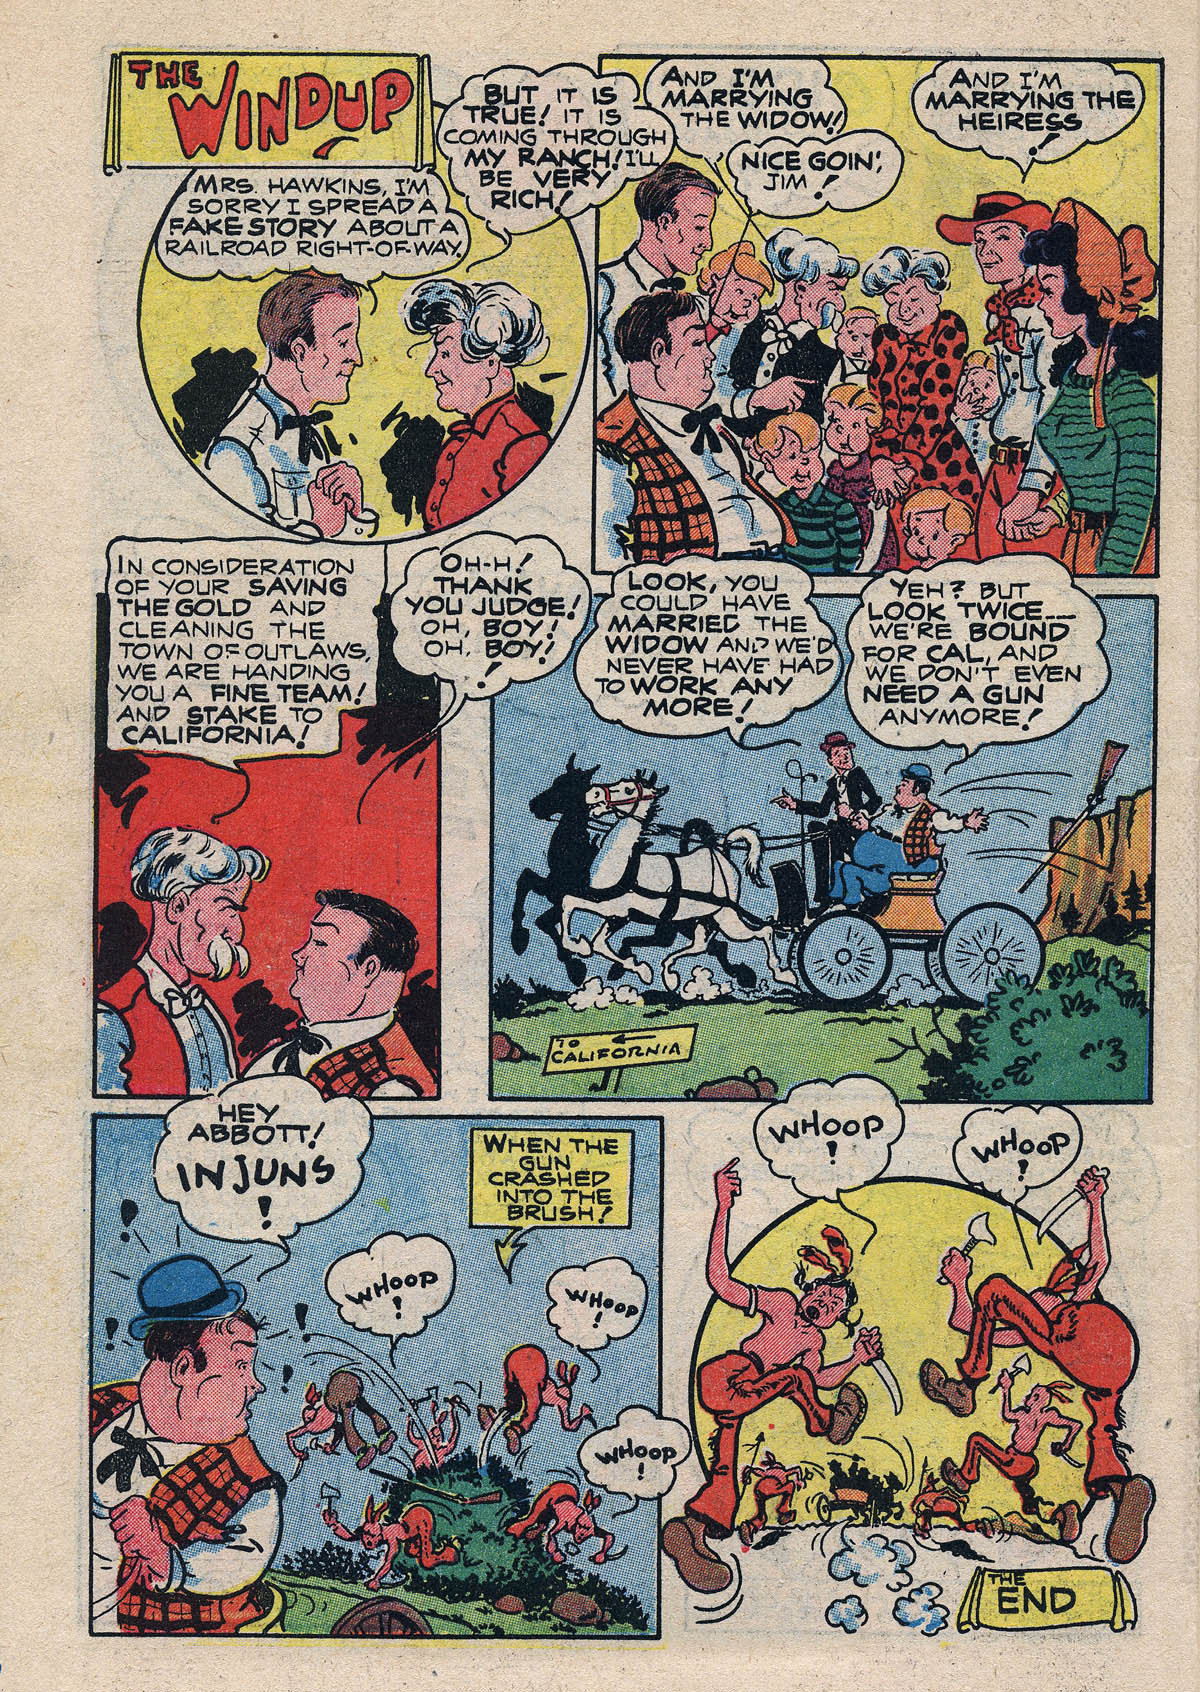 THE
WINDUP
MRS. HAWKINS, I'M
SORRY I SPREAD A
FAKE STORY ABOUT A
RAILROAD RIGHT-OF-WAY.
BUT IT IS
TRUE! IT IS
COMING THROUGH
MY RANCH! I'LL
BE VERY
RICH!
AND I'M
MARRYING
THE WIDOW!
NICE GOIN',
JIM!
AND I'M
MARRYING THE
HEIRESS
!
IN CONSIDERATION
OF YOUR SAVING
THE GOLD AND
CLEANING THE
TOWN OF OUTLAWS,
WE ARE HANDING
YOU A FINE TEAM!
AND STAKE TO
CALIFORNIA!
OH-H!
THANK
YOU JUDGE!
OH, BOY!
OH, BOY!
!
LOOK, YOU
COULD HAVE
MARRIED THE
WIDOW AND WE'D
NEVER HAVE HAD
TO WORK ANY
MORE!
YEH? BUT
LOOK TWICE----
WE'RE BOUND
FOR CAL, AND
WE DON'T EVEN
NEED A GUN
ANYMORE!
TO
CALIFORNIA
HEY
ABBOTT!
INJUNS
!
WHEN THE
GUN
CRASHED
INTO THE
BRUSH!
WHOOP
!
WHOOP
!
WHOOP
!
WHOOP
!
WHOOP
!
THE
END